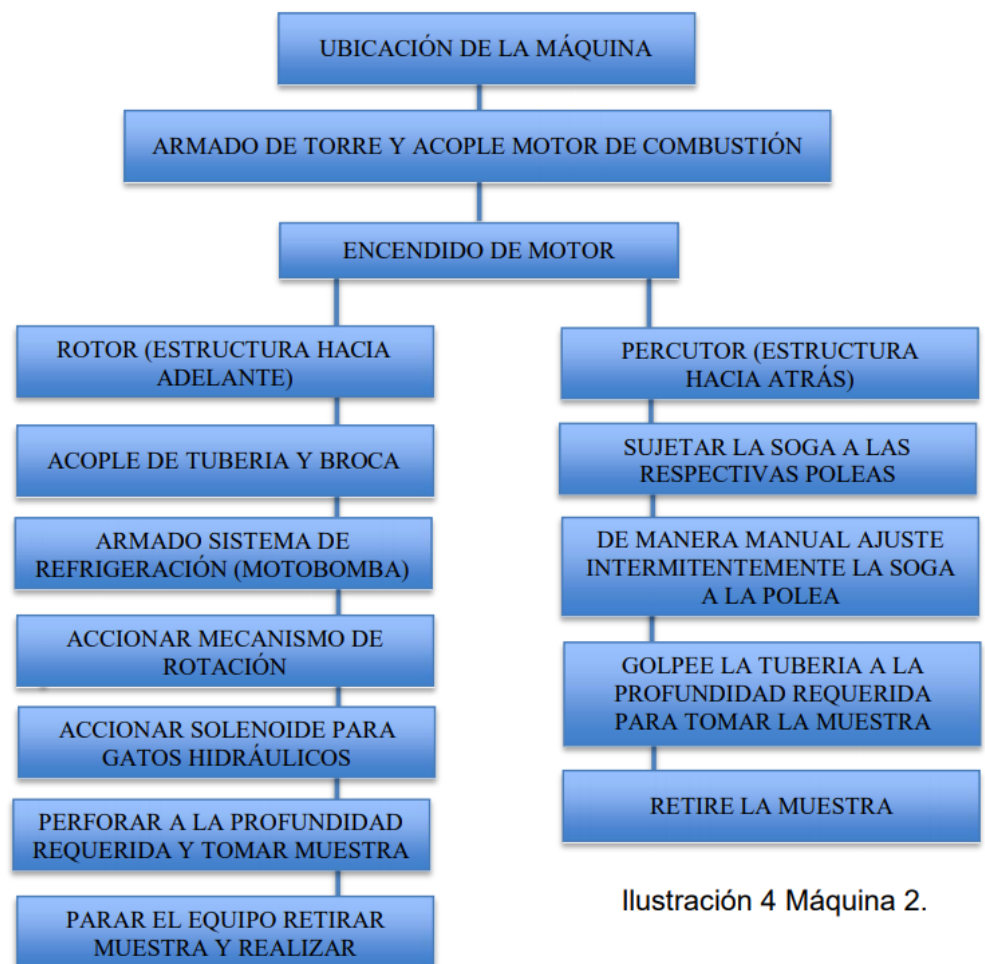 UBICACIÓN DE LA MÁQUINA
ARMADO DE TORRE Y ACOPLE MOTOR DE COMBUSTIÓN
ENCENDIDO DE MOTOR
ROTOR (ESTRUCTURA HACIA
ADELANTE)
ACOPLE DE TUBERIA Y BROCA
ARMADO SISTEMA DE
REFRIGERACIÓN (MOTOBOMBA)
ACCIONAR MECANISMO DE
ROTACIÓN
ACCIONAR SOLENOIDE PARA
GATOS HIDRÁULICOS
PERFORAR A LA PROFUNDIDAD
REQUERIDA Y TOMAR MUESTRA
PARAR EL EQUIPO RETIRAR
MUESTRA Y REALIZAR
PERCUTOR (ESTRUCTURA
HACIA ATRÁS)
SUJETAR LA SOGA A LAS
RESPECTIVAS POLEAS
DE MANERA MANUAL AJUSTE
INTERMITENTEMENTE LA SOGA
A LA POLEA
GOLPEE LA TUBERIA A LA
PROFUNDIDAD REQUERIDA
PARA TOMAR LA MUESTRA
RETIRE LA MUESTRA
Ilustración 4 Máquina 2.